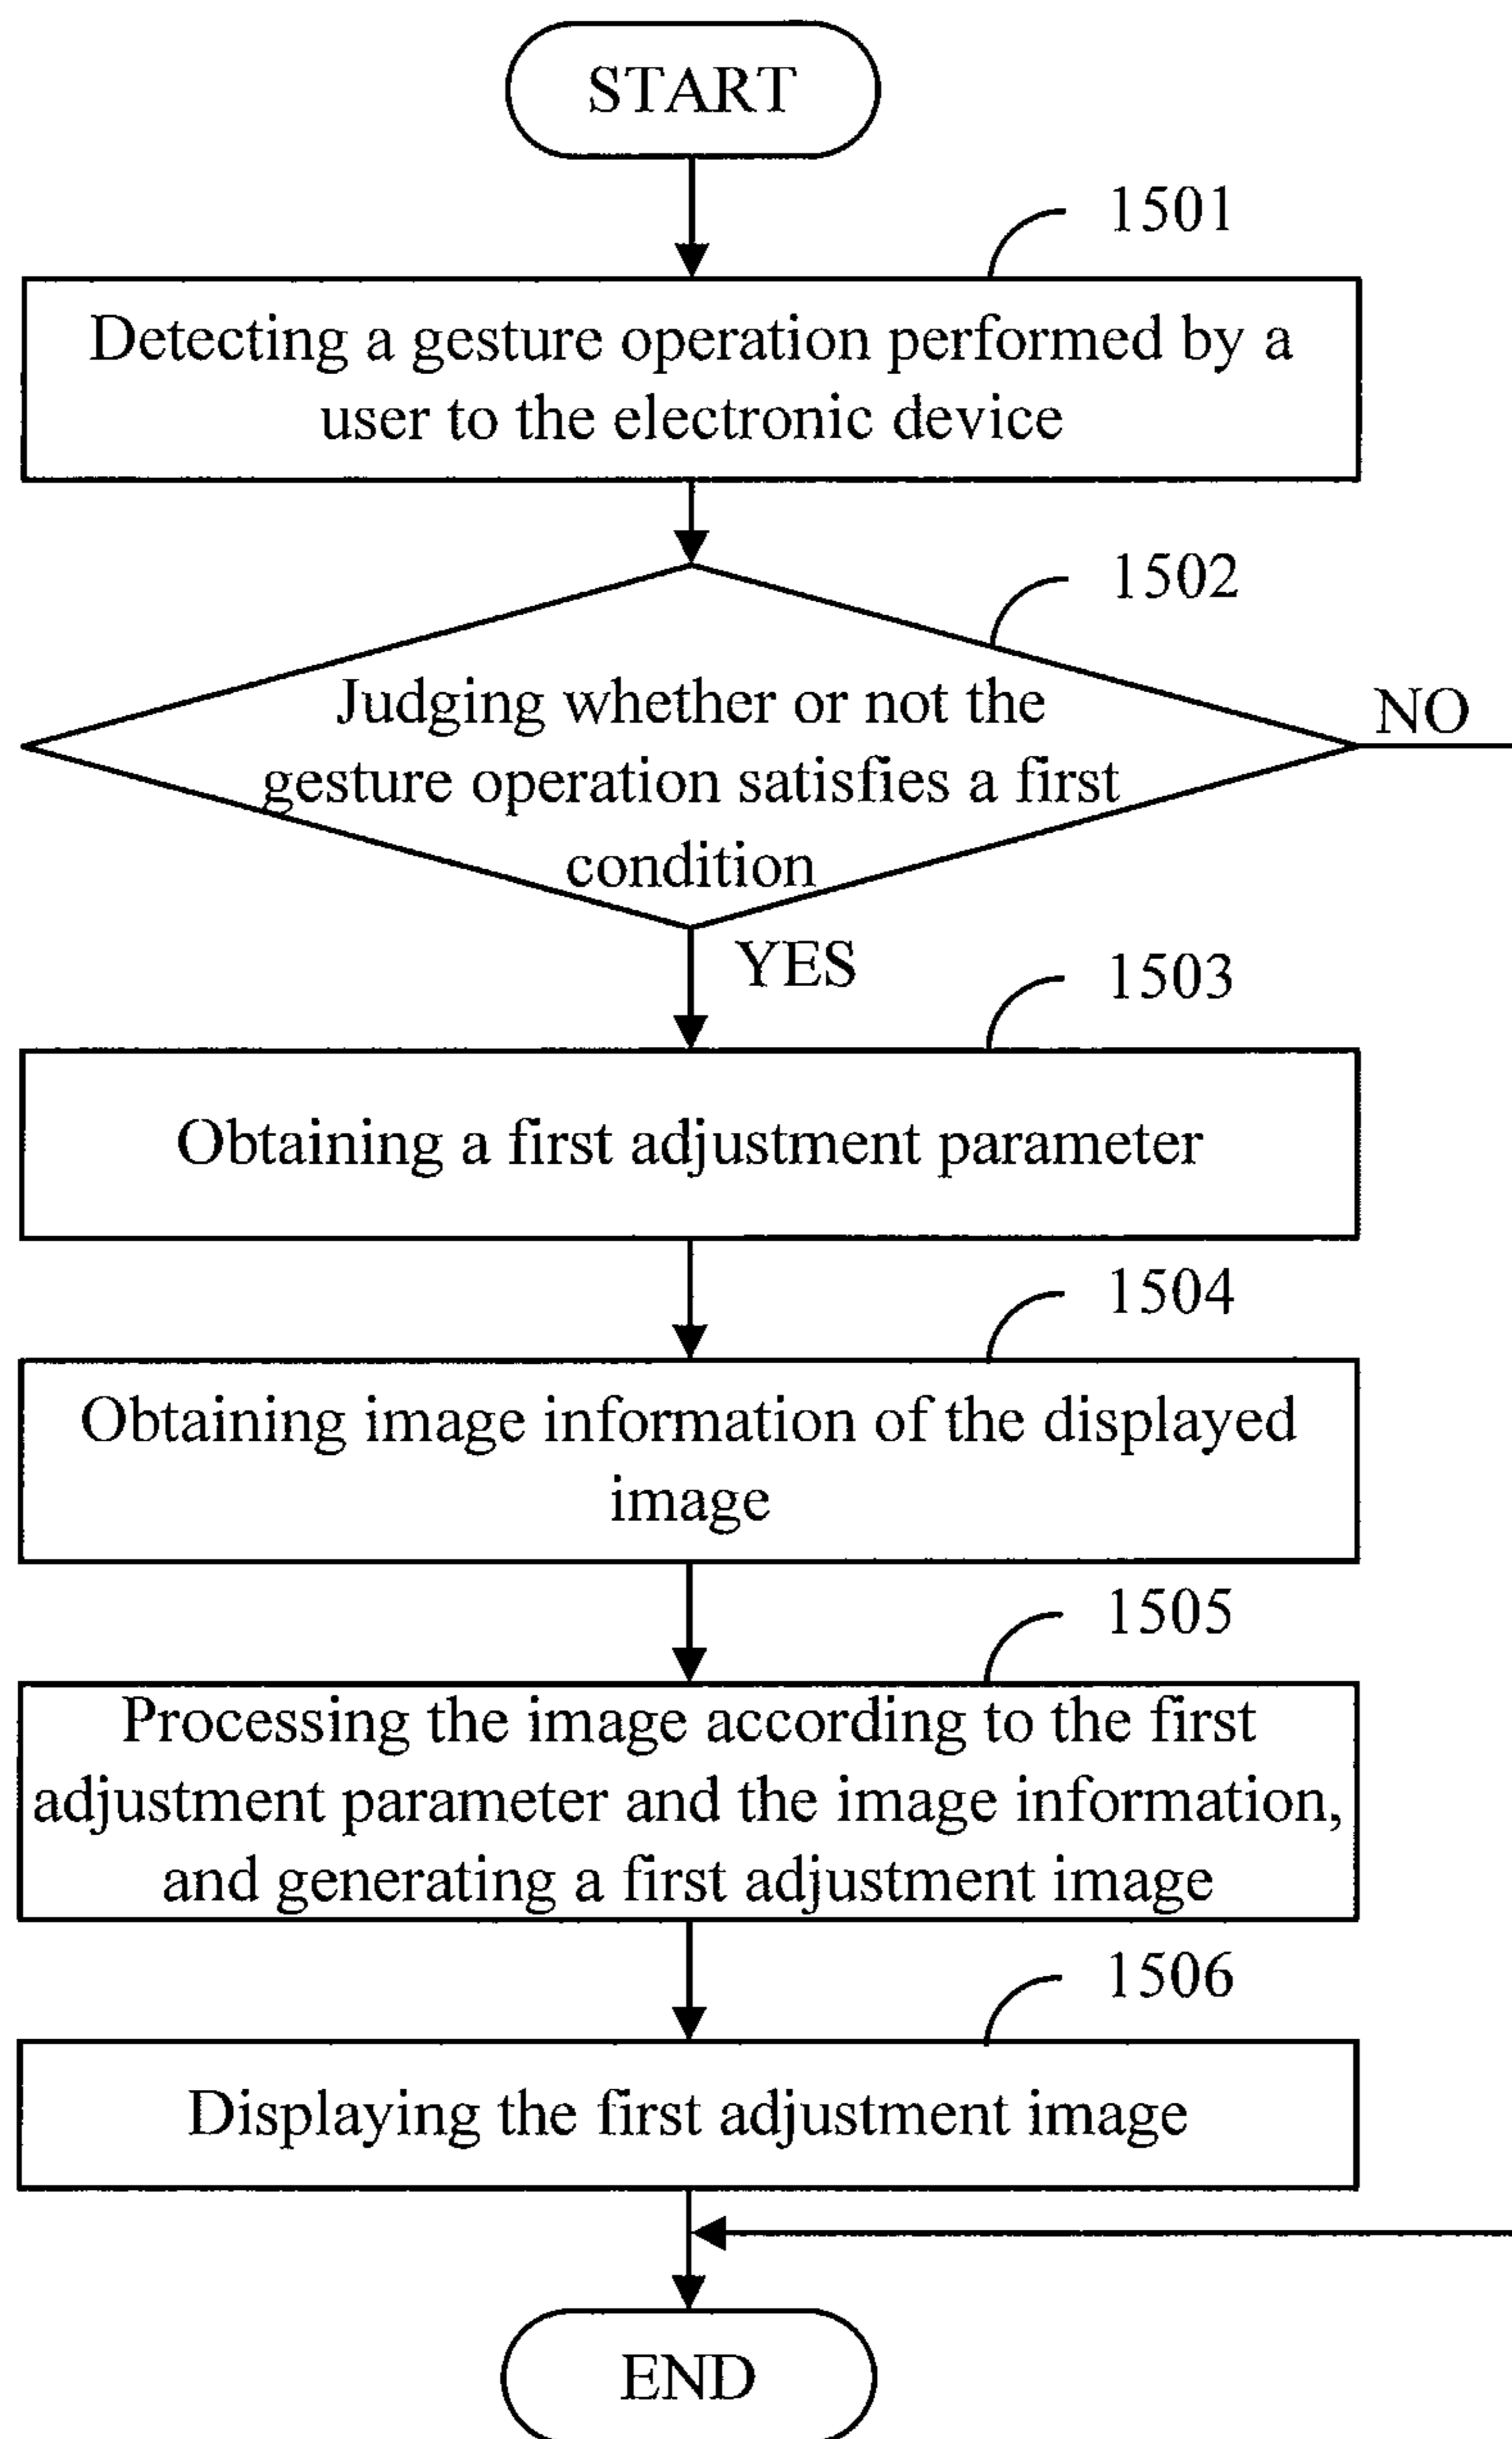 START
1501
Detecting a gesture operation performed by a
user to the electronic device
1502
Judging whether or not the
gesture operation satisfies a first
condition
NO
YES
1503
Obtaining a first adjustment parameter
1504
Obtaining image information of the displayed
image
1505
Processing the image according to the first
adjustment parameter and the image information,
and generating a first adjustment image
1506
Displaying the first adjustment image
END